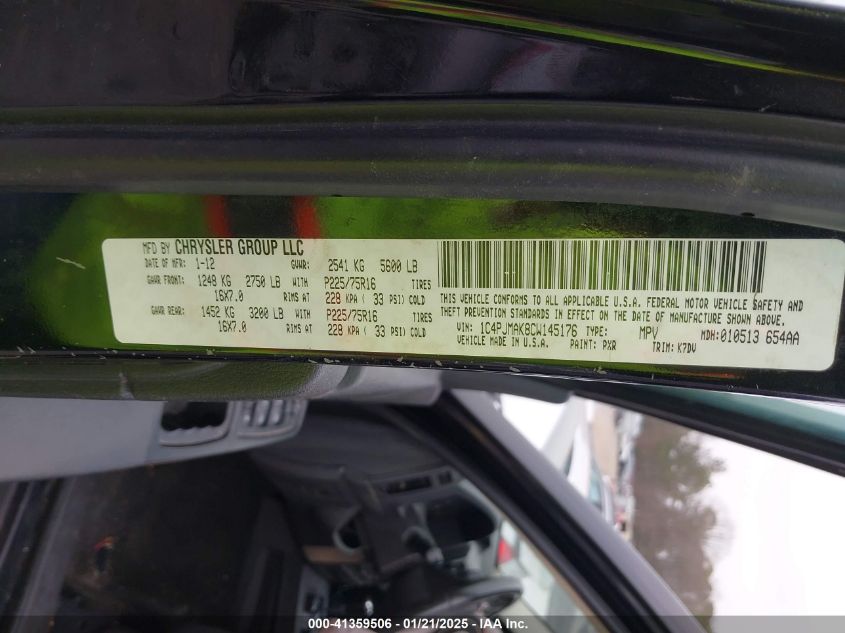 MFD BY CHRYSLER GROUP LLC
DATE OF MFR: 1-12 GVWR: 2541 KG 5600 LB
GAWR FRONT: 1248 KG 2750 LB WITH P225/75R16 TIRES
16X7.0 RIMS AT 228 KPA ( 33 PSI) COLD
GAWR REAR: 1452 KG 3200 LB WITH P225/75R16 TIRES
16X7.0 RIMS AT 228 KPA ( 33 PSI) COLD
THIS VEHICLE CONFORMS TO ALL APPLICABLE U.S.A. FEDERAL MOTOR VEHICLE SAFETY AND
THEFT PREVENTION STANDARDS IN EFFECT ON THE DATE OF MANUFACTURE SHOWN ABOVE.
VIN: 1C4PJMAK8CW145176 TYPE: MPV MDH:010513 654AA
VEHICLE MADE IN U.S.A. PAINT: PXR TRIM: K7DV
000-41359506 - 01/21/2025 - IAA Inc.